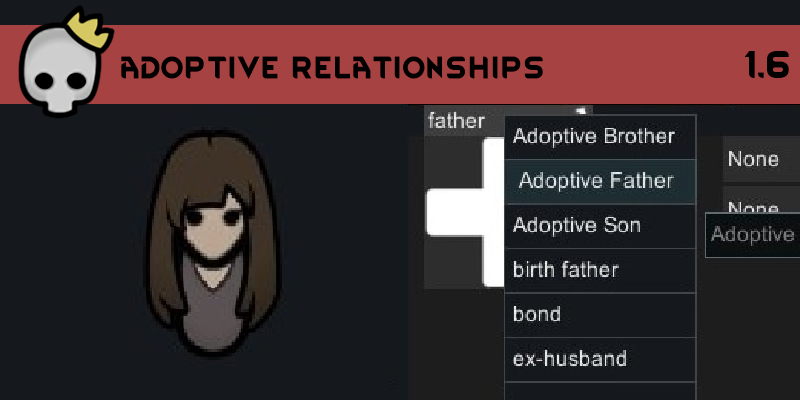 ADOPTIVE RELATIONSHIPS
1.6
father
Adoptive Brother
Adoptive Father
Adoptive Son
birth father
bond
ex-husband
None
None
Adoptive